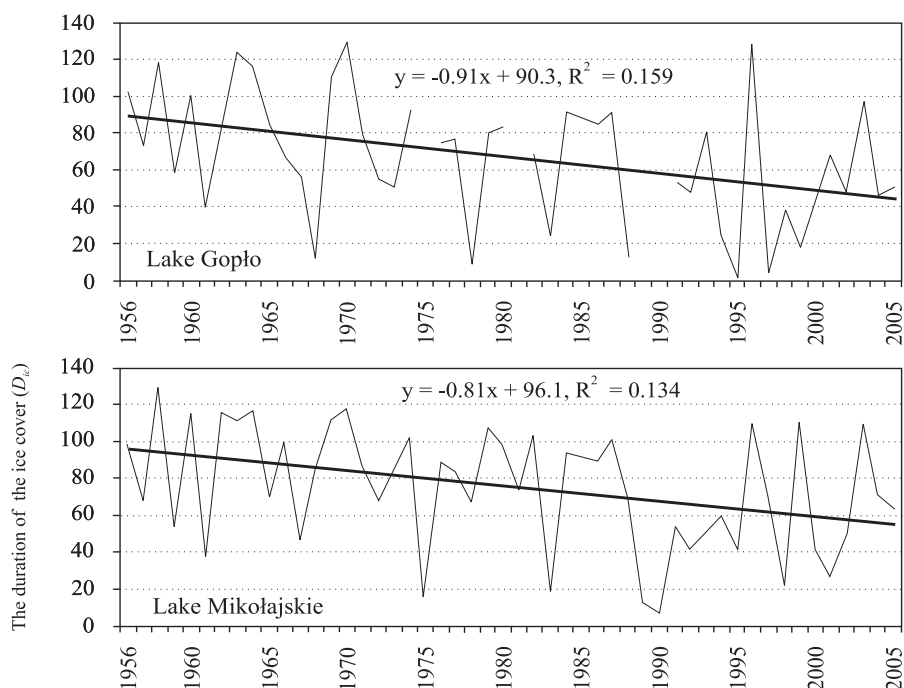 140
120
100
80
60
40
20
0
y = -0.91x + 90.3, R² = 0.159
Lake Gopło
1956 1960 1965 1970 1975 1980 1985 1990 1995 2000 2005
The duration of the ice cover (D_ic)
140
120
100
80
60
40
20
0
y = -0.81x + 96.1, R² = 0.134
Lake Mikołajskie
1956 1960 1965 1970 1975 1980 1985 1990 1995 2000 2005